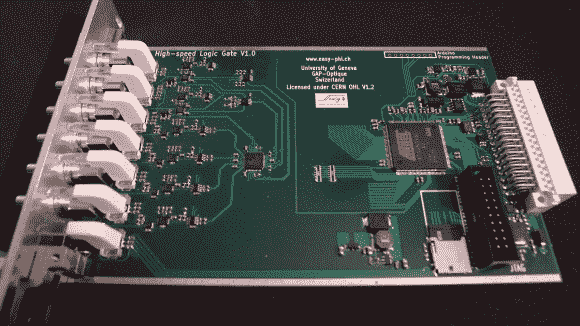 High-speed Logic Gate V1.0
www.easy-phi.ch
University of Geneva
GAP-Optique
Switzerland
Licensed under CERN OHL V1.2
Arduino
Programming Header
JTAG